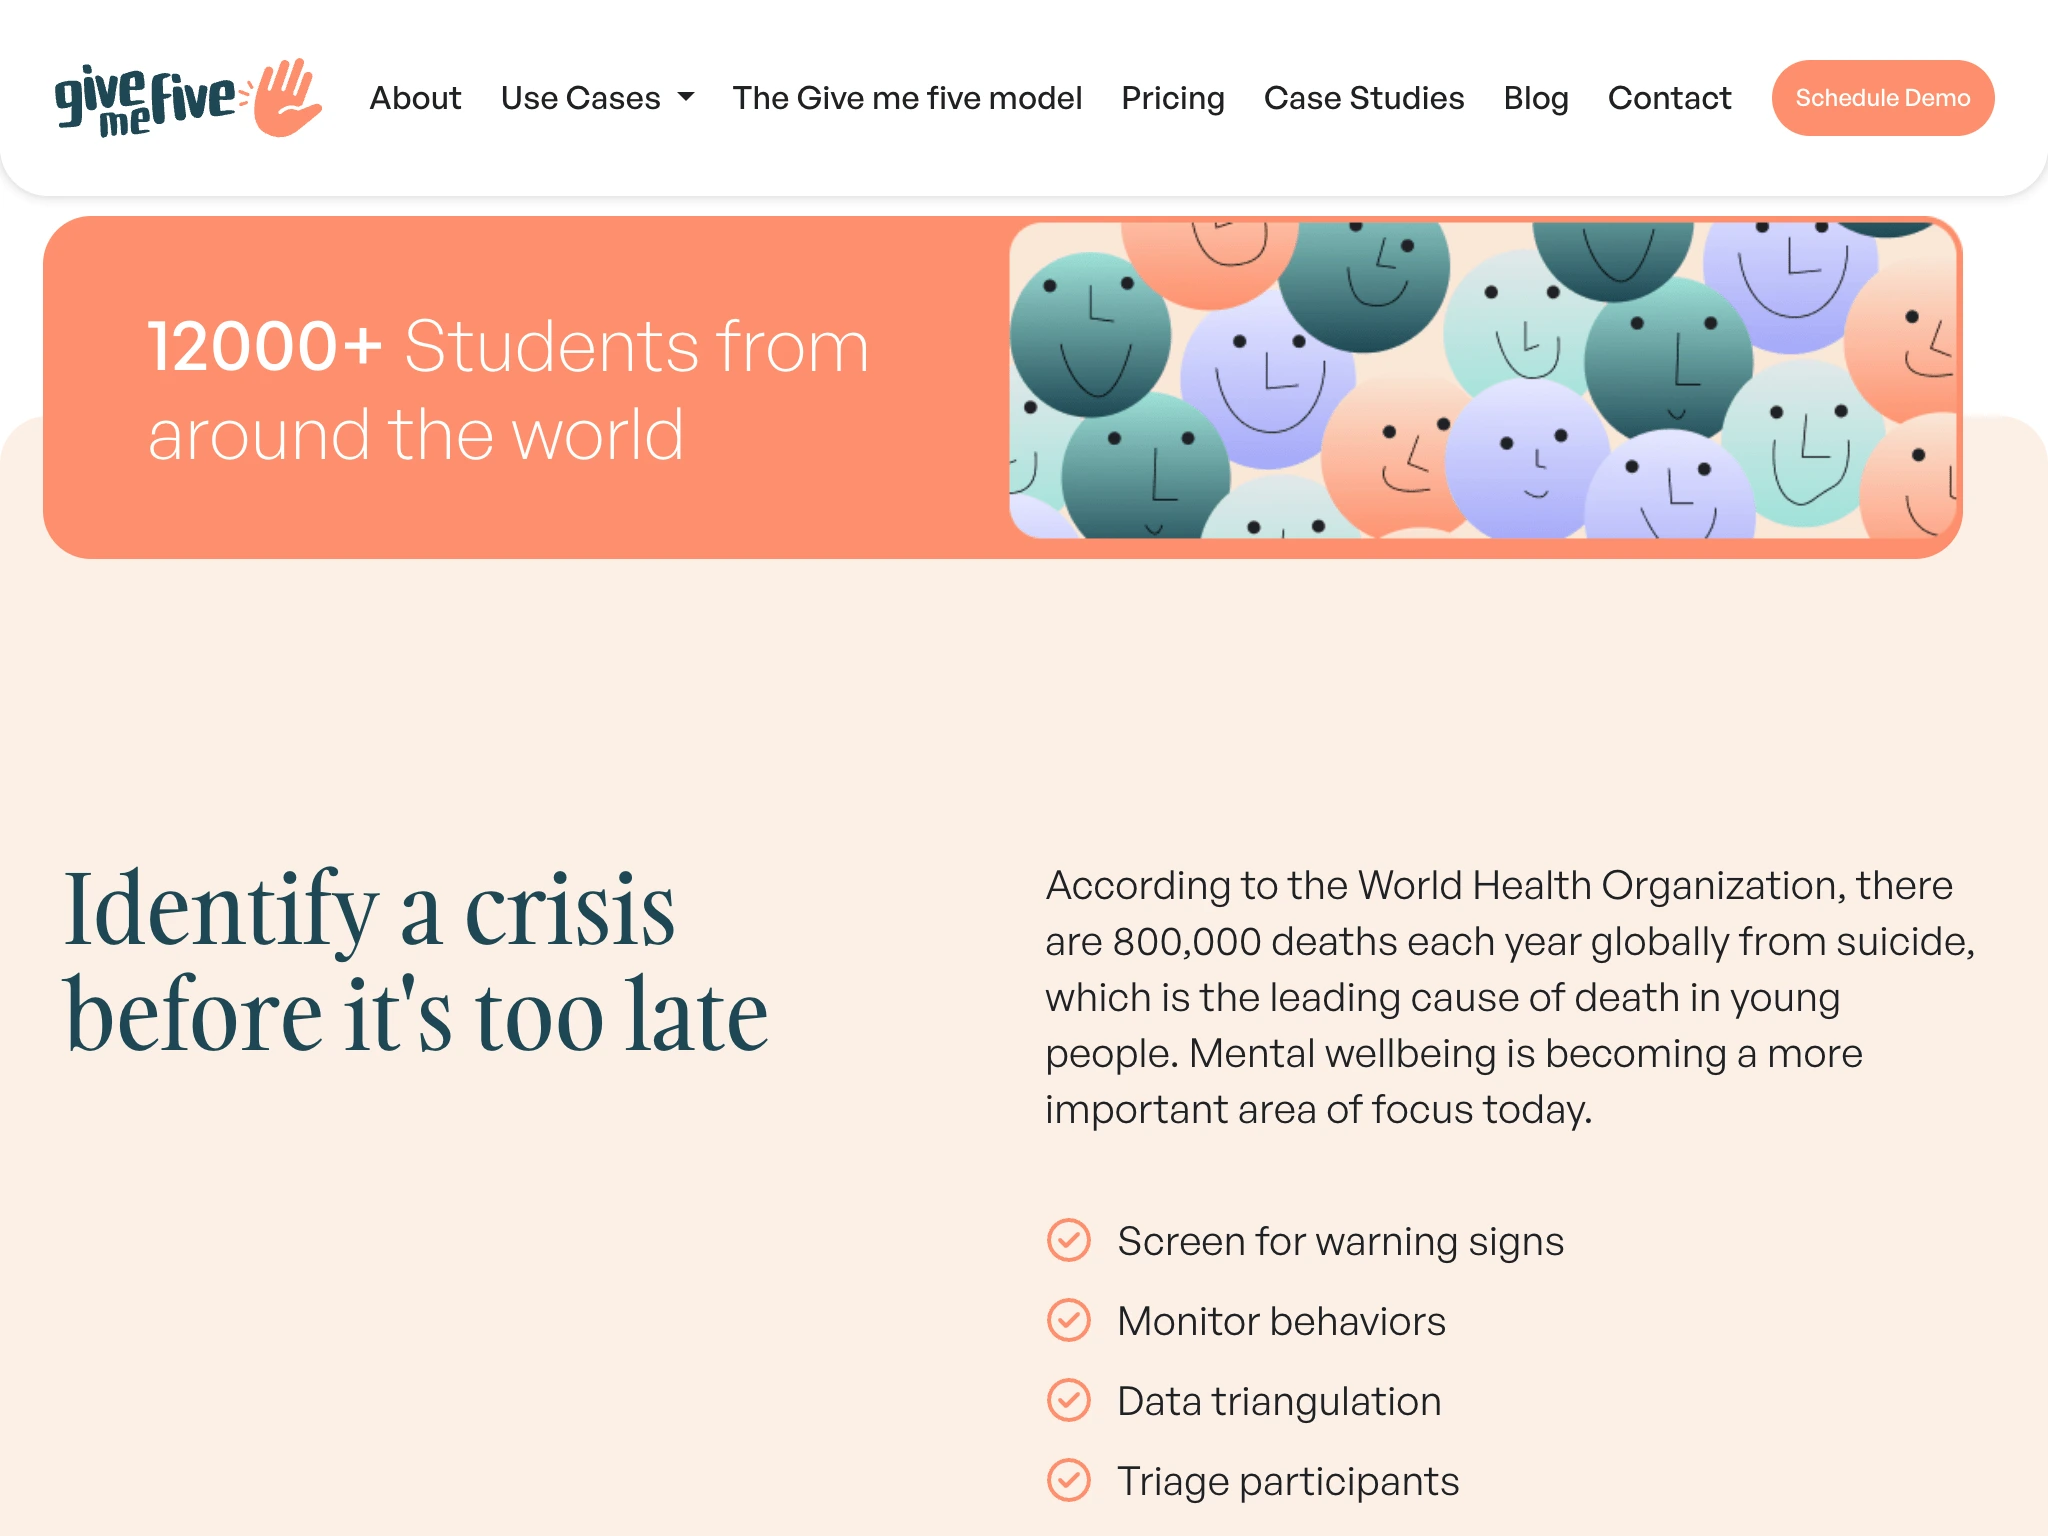 give me five
About
Use Cases
The Give me five model
Pricing
Case Studies
Blog
Contact
Schedule Demo
12000+ Students from
around the world
Identify a crisis
before it's too late
According to the World Health Organization, there
are 800,000 deaths each year globally from suicide,
which is the leading cause of death in young
people. Mental wellbeing is becoming a more
important area of focus today.
Screen for warning signs
Monitor behaviors
Data triangulation
Triage participants